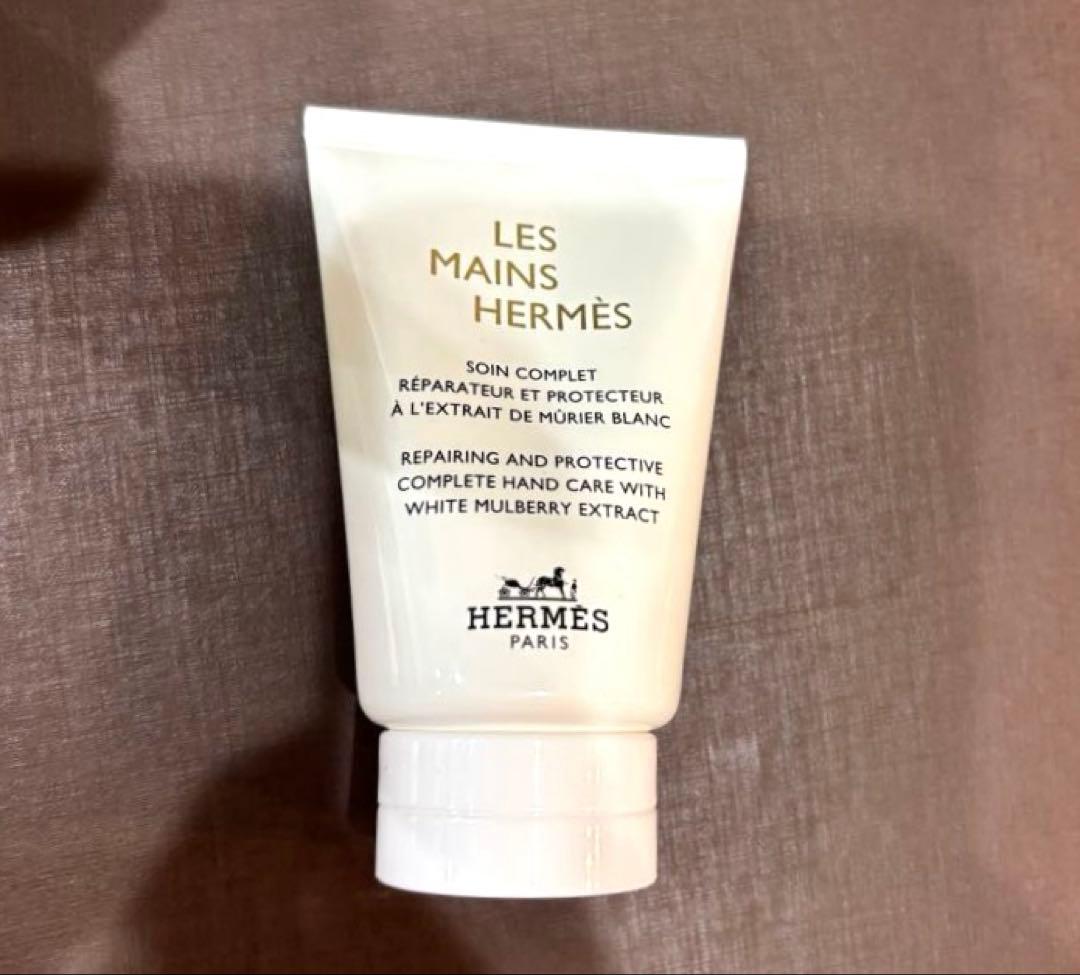 LES
MAINS
HERMÈS
SOIN COMPLET
RÉPARATEUR ET PROTECTEUR
À L'EXTRAIT DE MÛRIER BLANC
REPAIRING AND PROTECTIVE
COMPLETE HAND CARE WITH
WHITE MULBERRY EXTRACT
HERMÈS
PARIS